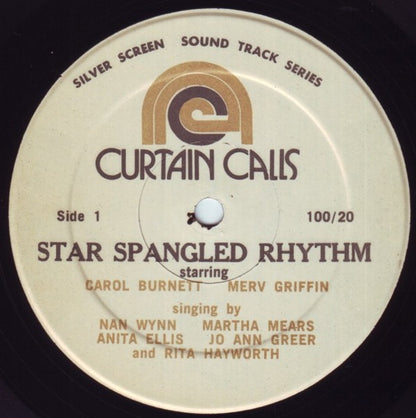 SILVER SCREEN SOUND TRACK SERIES
CURTAIN CALLS
Side 1 100/20
STAR SPANGLED RHYTHM
starring
CAROL BURNETT MERV GRIFFIN
singing by
NAN WYNN MARTHA MEARS
ANITA ELLIS JO ANN GREER
and RITA HAYWORTH